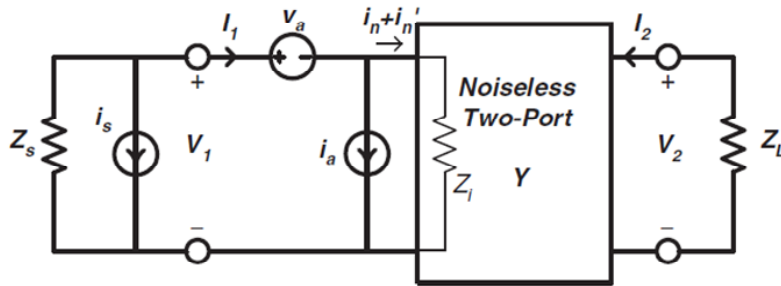 I₁
vₐ
iₙ+iₙ'
I₂
+
+
Noiseless
Two-Port
Zₛ
iₛ
V₁
iₐ
Zᵢ
Y
V₂
Z_L
−
−